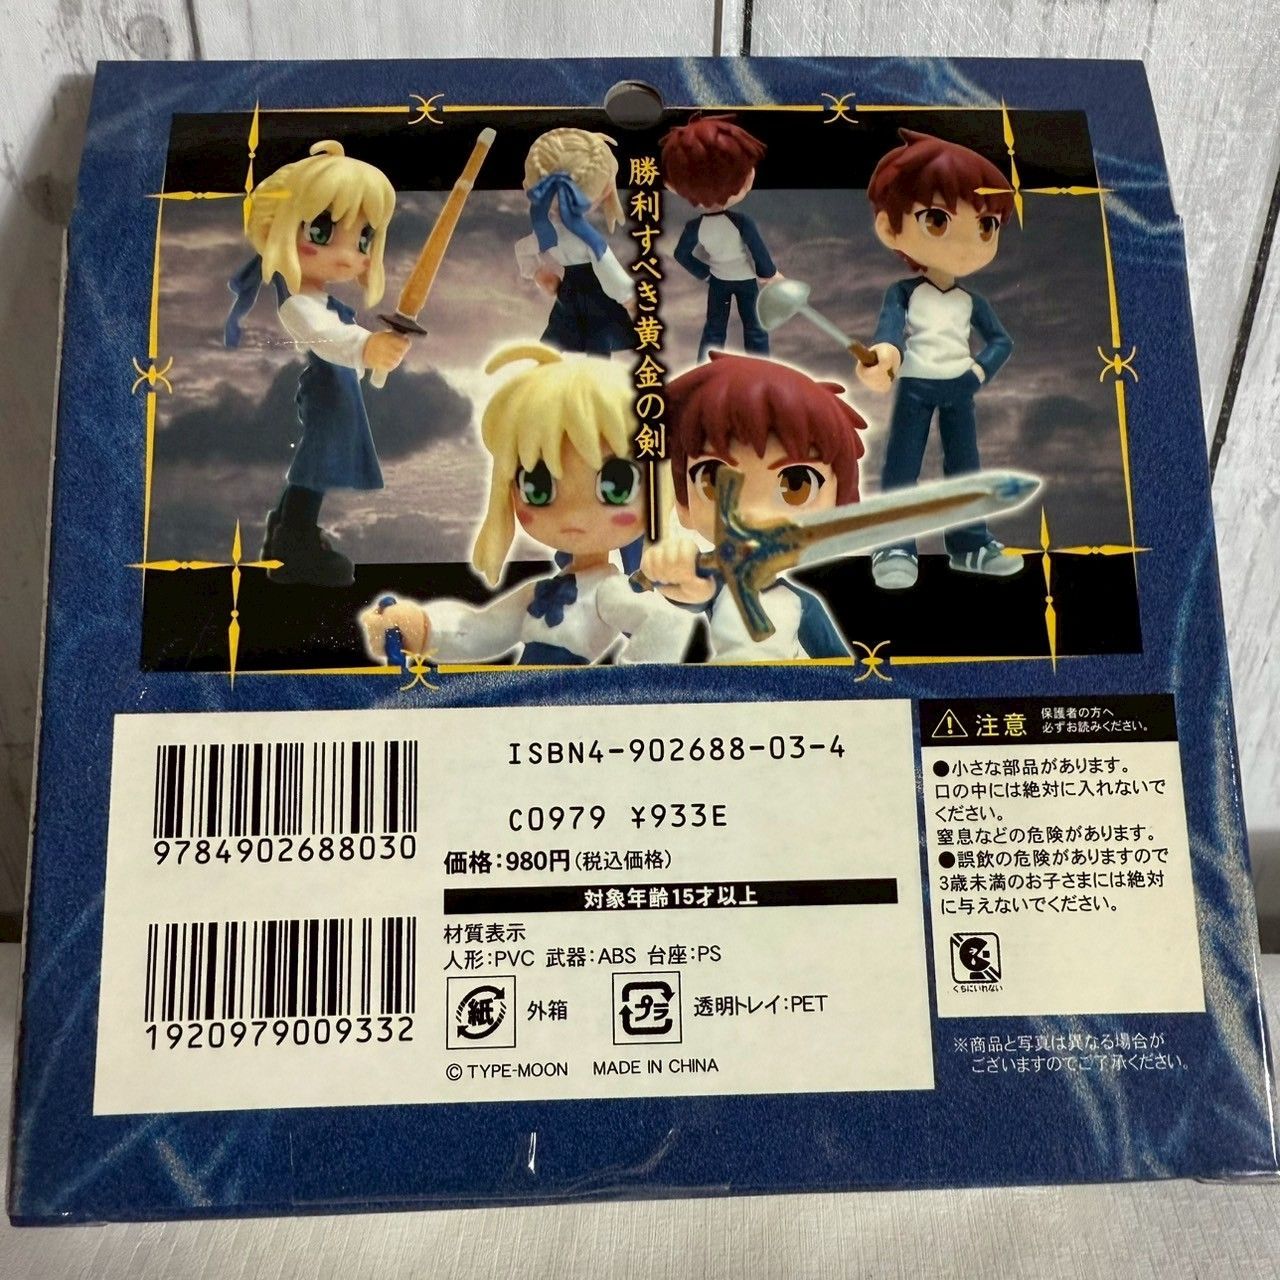 勝利すべき黄金の剣――
ISBN4-902688-03-4
C0979 ¥933E
9784902688030
価格:980円(税込価格)
対象年齢15才以上
材質表示
人形:PVC 武器:ABS 台座:PS
1920979009332
紙 外箱 プラ 透明トレイ:PET
© TYPE-MOON MADE IN CHINA
注意 保護者の方へ
必ずお読みください。
●小さな部品があります。
口の中には絶対に入れないで
ください。
窒息などの危険があります。
●誤飲の危険がありますので
3歳未満のお子さまには絶対
に与えないでください。
くちにいれない
※商品と写真は異なる場合が
ございますのでご了承ください。